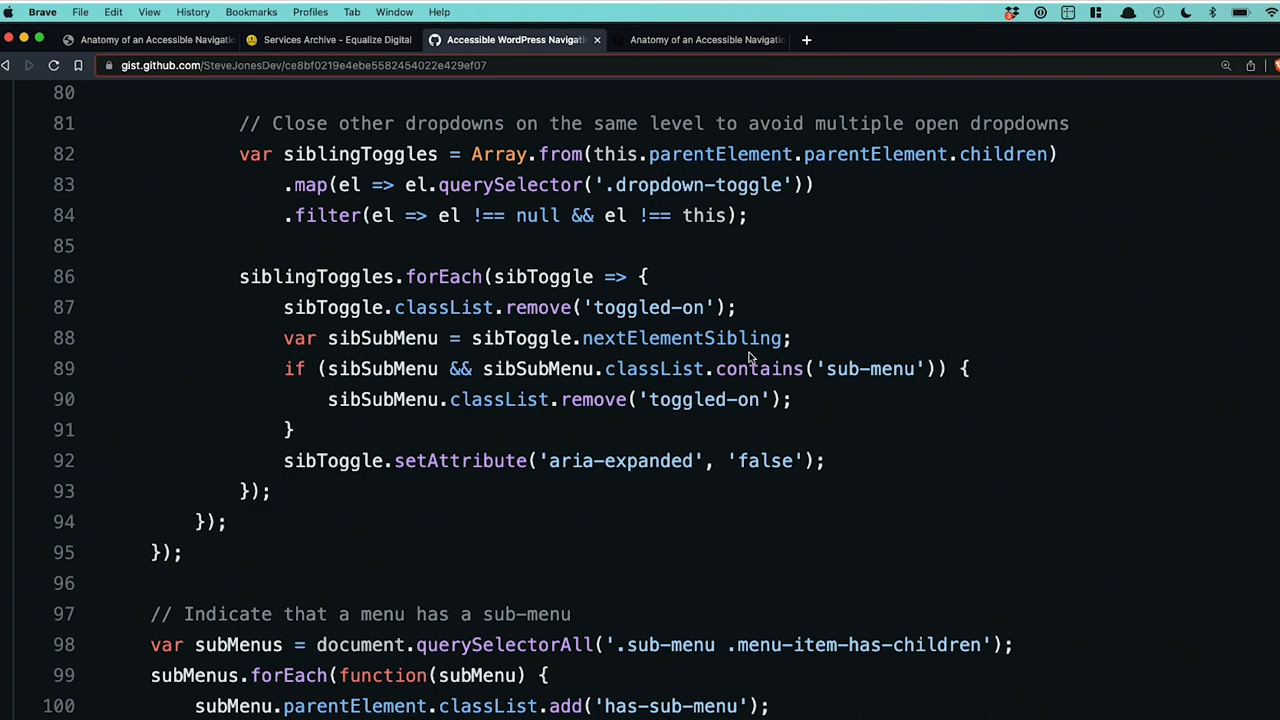 Brave File Edit View History Bookmarks Profiles Tab Window Help
Anatomy of an Accessible Navigatio Services Archive - Equalize Digital Accessible WordPress Navigati × Anatomy of an Accessible Navigatio +
gist.github.com/SteveJonesDev/ce8bf0219e4ebe5582454022e429ef07
80
81 // Close other dropdowns on the same level to avoid multiple open dropdowns
82 var siblingToggles = Array.from(this.parentElement.parentElement.children)
83 .map(el => el.querySelector('.dropdown-toggle'))
84 .filter(el => el !== null && el !== this);
85
86 siblingToggles.forEach(sibToggle => {
87 sibToggle.classList.remove('toggled-on');
88 var sibSubMenu = sibToggle.nextElementSibling;
89 if (sibSubMenu && sibSubMenu.classList.contains('sub-menu')) {
90 sibSubMenu.classList.remove('toggled-on');
91 }
92 sibToggle.setAttribute('aria-expanded', 'false');
93 });
94 });
95 });
96
97 // Indicate that a menu has a sub-menu
98 var subMenus = document.querySelectorAll('.sub-menu .menu-item-has-children');
99 subMenus.forEach(function(subMenu) {
100 subMenu.parentElement.classList.add('has-sub-menu');